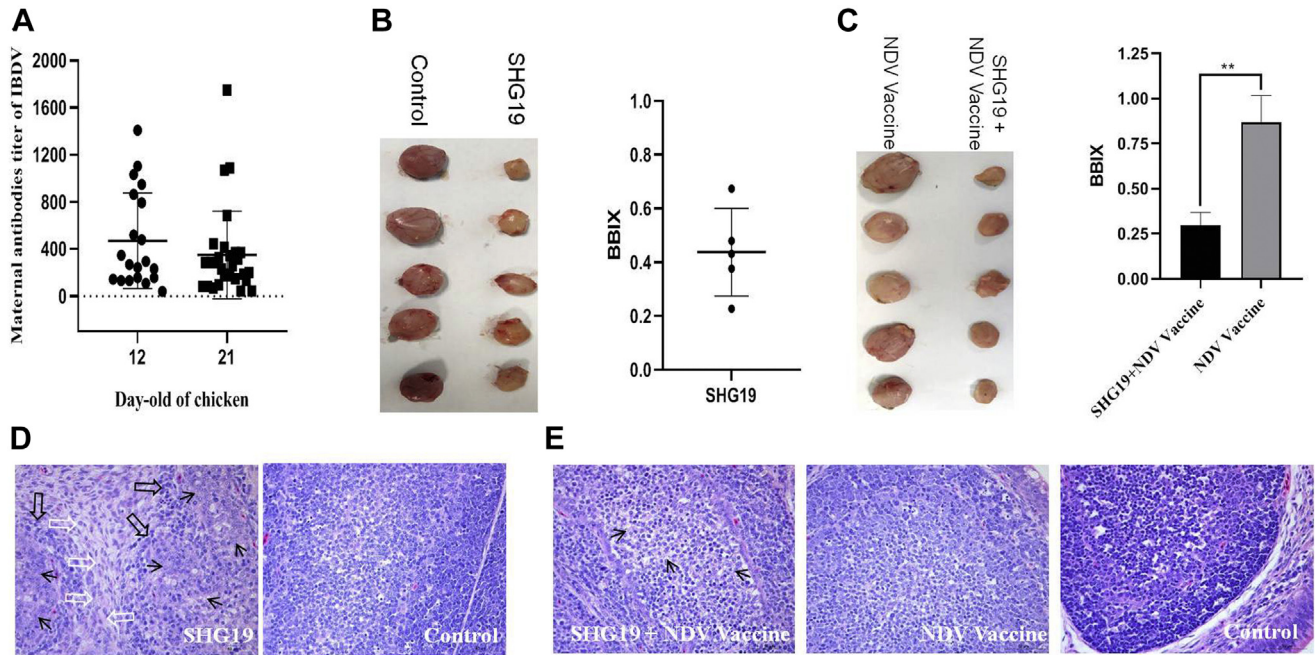 A
Maternal antibodies titer of IBDV
2000
1600
1200
800
400
0
12
21
Day-old of chicken
B
Control
SHG19
BBIX
1.0
0.8
0.6
0.4
0.2
0.0
SHG19
C
NDV Vaccine
SHG19 +
NDV Vaccine
BBIX
1.25
1.00
0.75
0.50
0.25
0.00
**
SHG19+NDV Vaccine
NDV Vaccine
D
SHG19
Control
E
SHG19 + NDV Vaccine
NDV Vaccine
Control